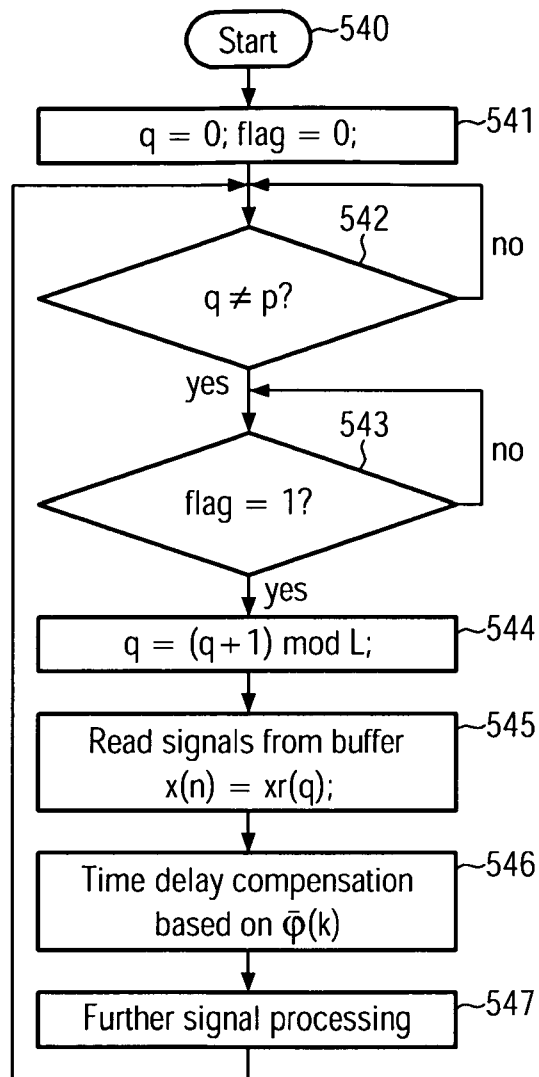 Start
540
q = 0; flag = 0;
541
542
no
q ≠ p?
yes
543
no
flag = 1?
yes
q = (q+1) mod L;
544
Read signals from buffer
x(n) = xr(q);
545
Time delay compensation
based on φ̄(k)
546
Further signal processing
547